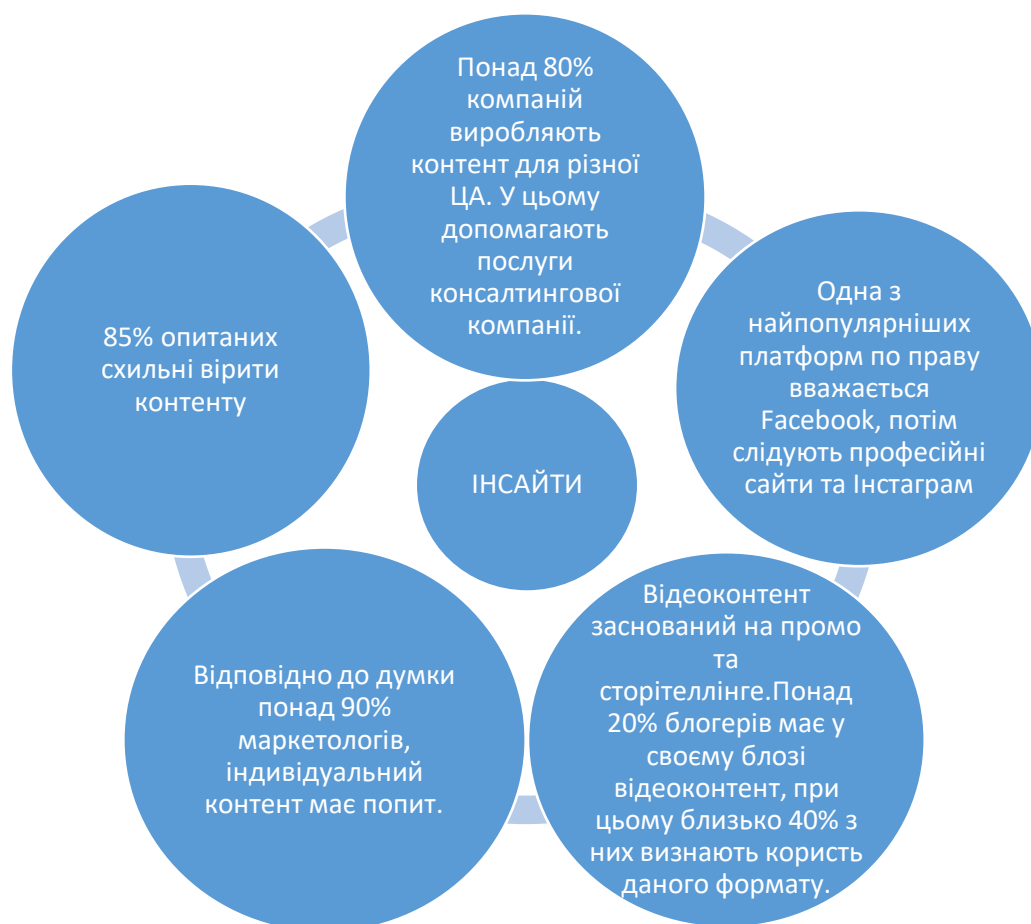 Понад 80%
компаній
виробляють
контент для різної
ЦА. У цьому
допомагають
послуги
консалтингової
компанії.
Одна з
найпопулярніших
платформ по праву
вважається
Facebook, потім
слідують професійні
сайти та Інстаграм
Відеоконтент
заснований на промо
та
сторітеллінге.Понад
20% блогерів має у
своєму блозі
відеоконтент, при
цьому близько 40% з
них визнають користь
даного формату.
Відповідно до думки
понад 90%
маркетологів,
індивідуальний
контент має попит.
85% опитаних
схильні вірити
контенту
ІНСАЙТИ